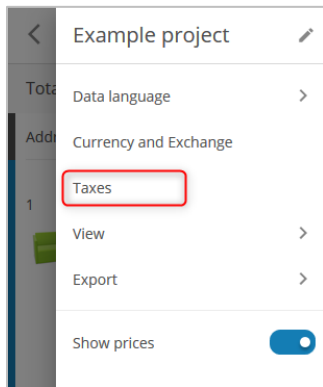 Example project
Tota
Data language
Addr
Currency and Exchange
Taxes
1
View
Export
Show prices